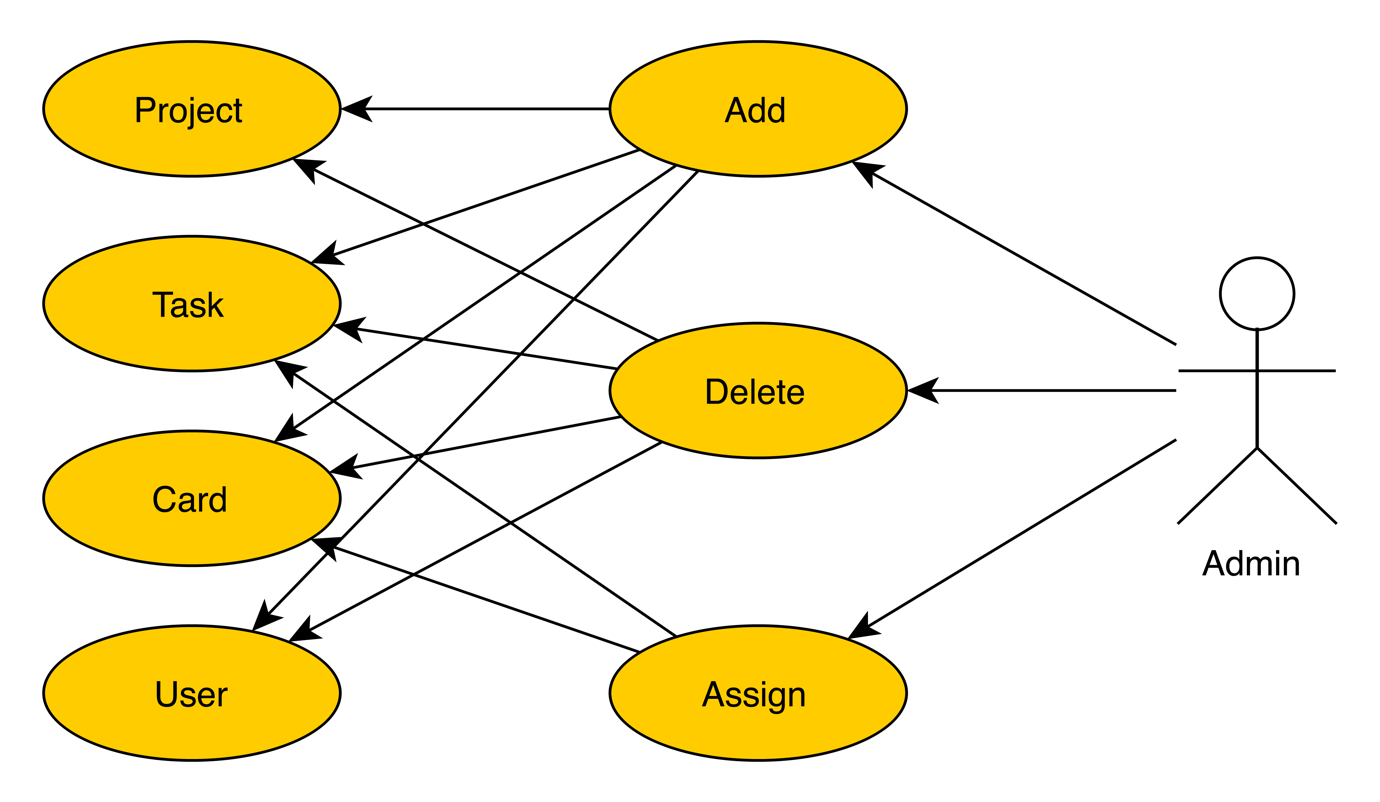 Project
Add
Task
Delete
Card
Admin
User
Assign